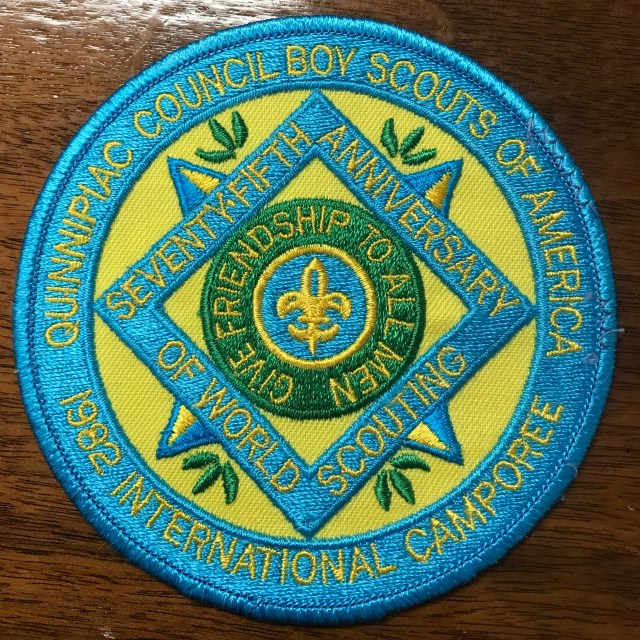 QUINNIPIAC COUNCIL BOY SCOUTS OF AMERICA
1982 INTERNATIONAL CAMPOREE
SEVENTY-FIFTH
ANNIVERSARY
OF WORLD
SCOUTING
GIVE FRIENDSHIP TO ALL MEN